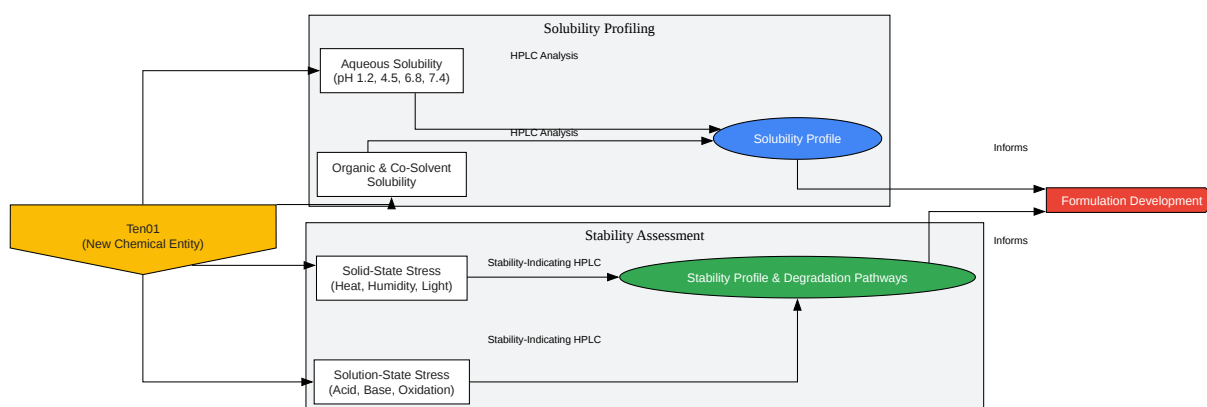 Solubility Profiling
Aqueous Solubility
(pH 1.2, 4.5, 6.8, 7.4)
HPLC Analysis
HPLC Analysis
Solubility Profile
Organic & Co-Solvent
Solubility
Informs
Formulation Development
Ten01
(New Chemical Entity)
Stability Assessment
Informs
Solid-State Stress
(Heat, Humidity, Light)
Stability-Indicating HPLC
Stability Profile & Degradation Pathways
Stability-Indicating HPLC
Solution-State Stress
(Acid, Base, Oxidation)